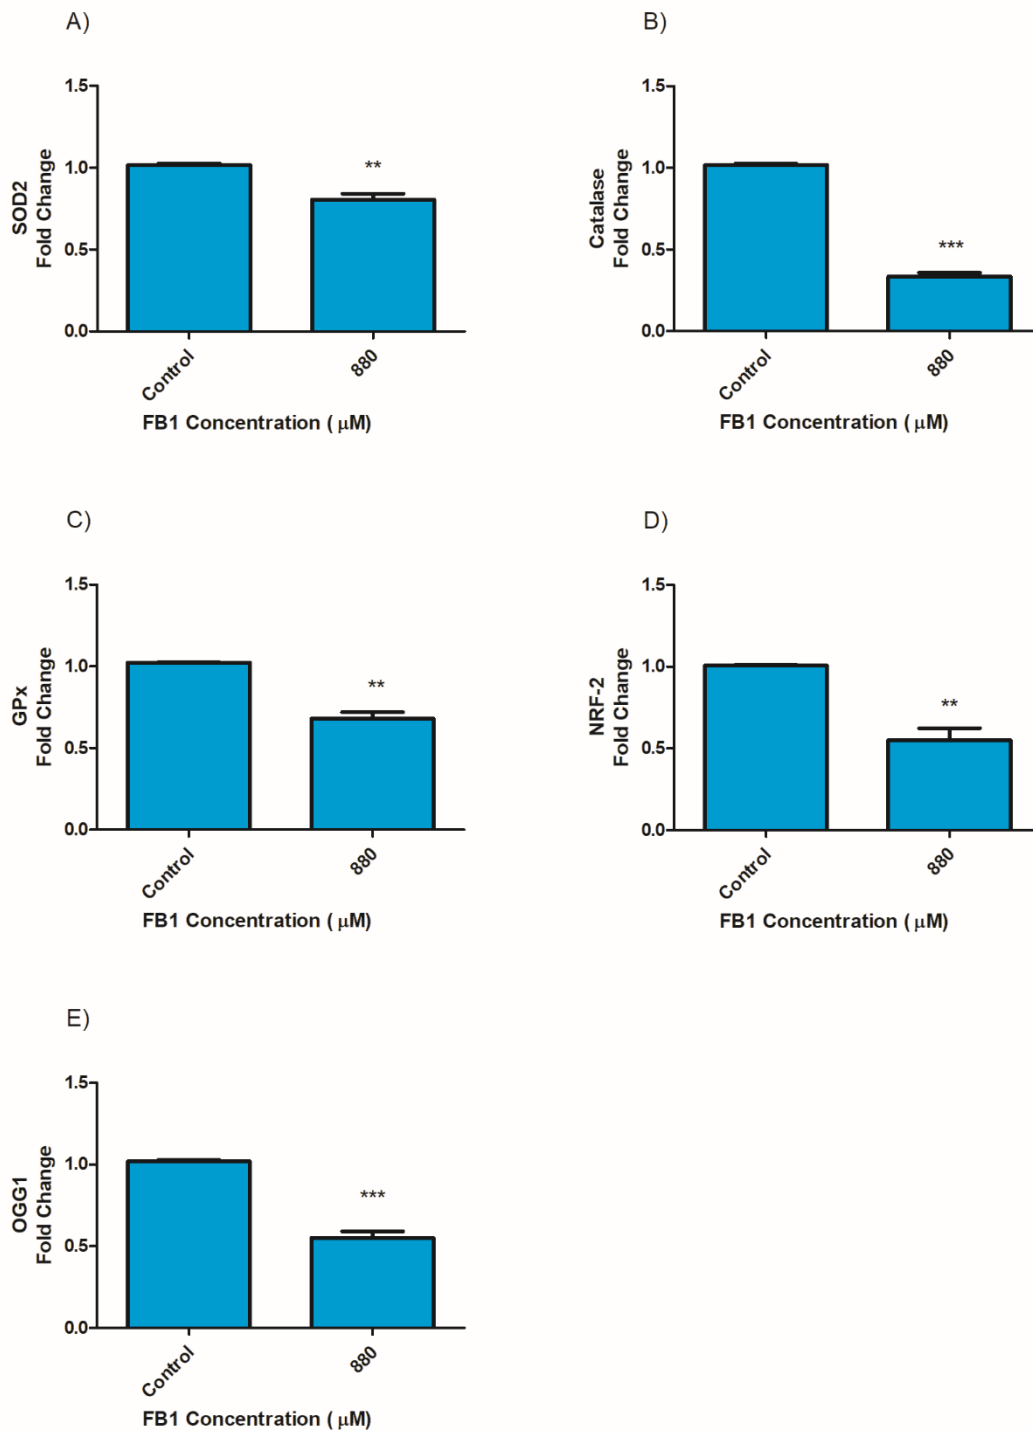 A)
SOD2
Fold Change
1.5
1.0
0.5
0.0
**
Control
880
FB1 Concentration ( μM)
B)
Catalase
Fold Change
1.5
1.0
0.5
0.0
***
Control
880
FB1 Concentration ( μM)
C)
GPx
Fold Change
1.5
1.0
0.5
0.0
**
Control
880
FB1 Concentration ( μM)
D)
NRF-2
Fold Change
1.5
1.0
0.5
0.0
**
Control
880
FB1 Concentration ( μM)
E)
OGG1
Fold Change
1.5
1.0
0.5
0.0
***
Control
880
FB1 Concentration ( μM)